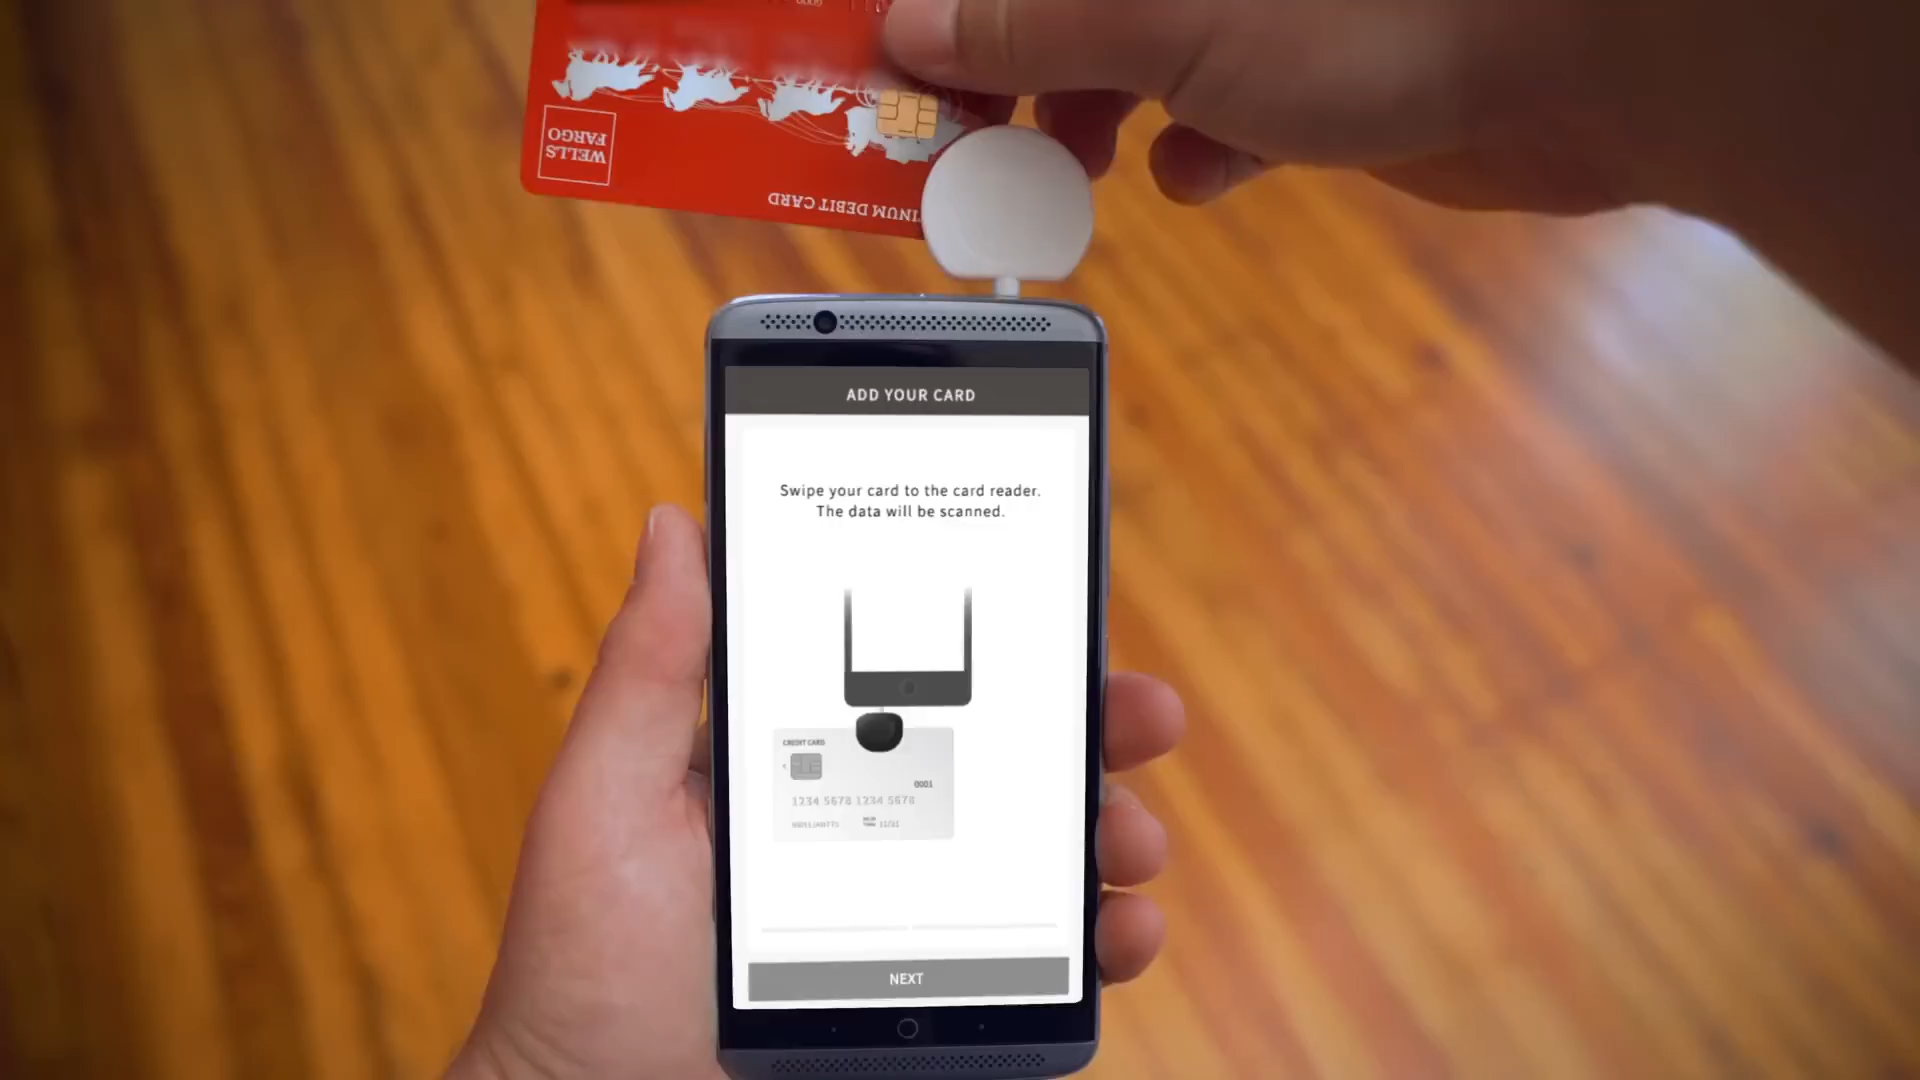 WELLS
FARGO
INUM DEBIT CARD
ADD YOUR CARD
Swipe your card to the card reader.
The data will be scanned.
CREDIT CARD
0001
1234 5678 1234 5678
NEXT